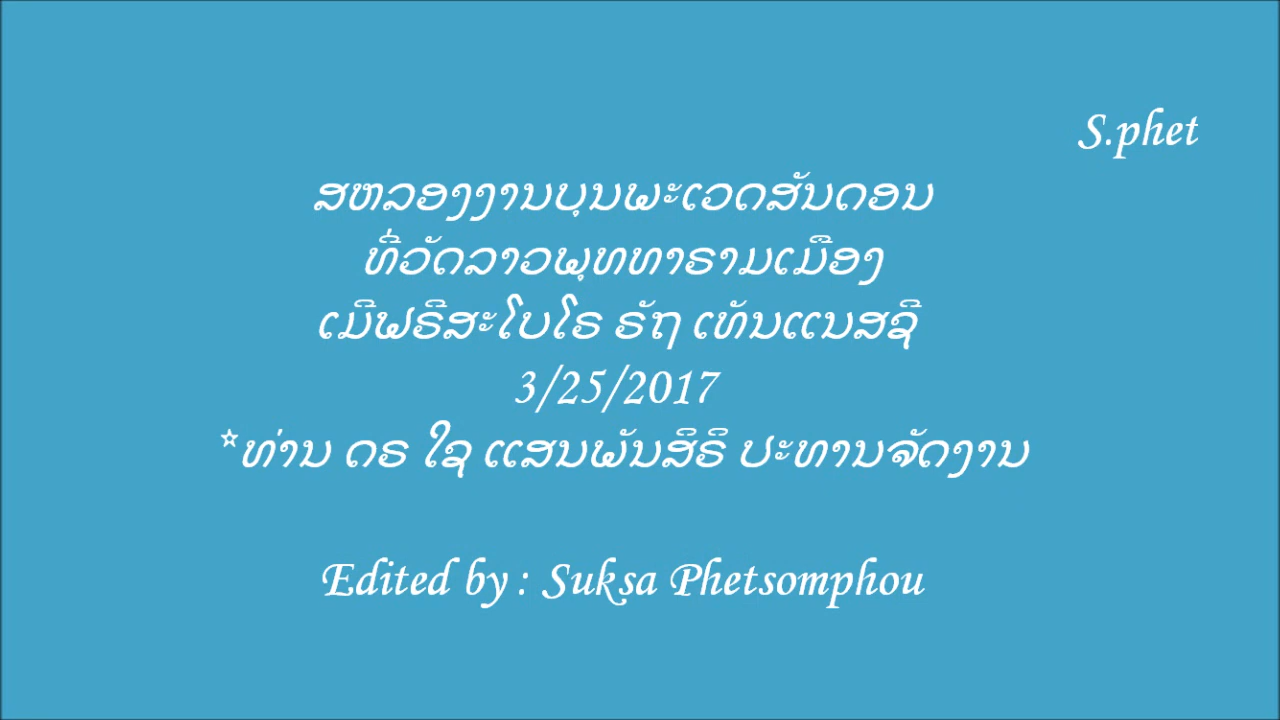 S.phet
ສຫລອງງານບຸນພະເວດສັນດອນ
ທີ່ວັດລາວພຸທທາຣາມເມືອງ
ເມີຟຣີສະໂບໂຣ ຣັຖ ເທັນແນສຊີ
3/25/2017
*ທ່ານ ດຣ ໃຈ ແສນພັນສິຣິ ປະທານຈັດງານ
Edited by : Suksa Phetsomphou